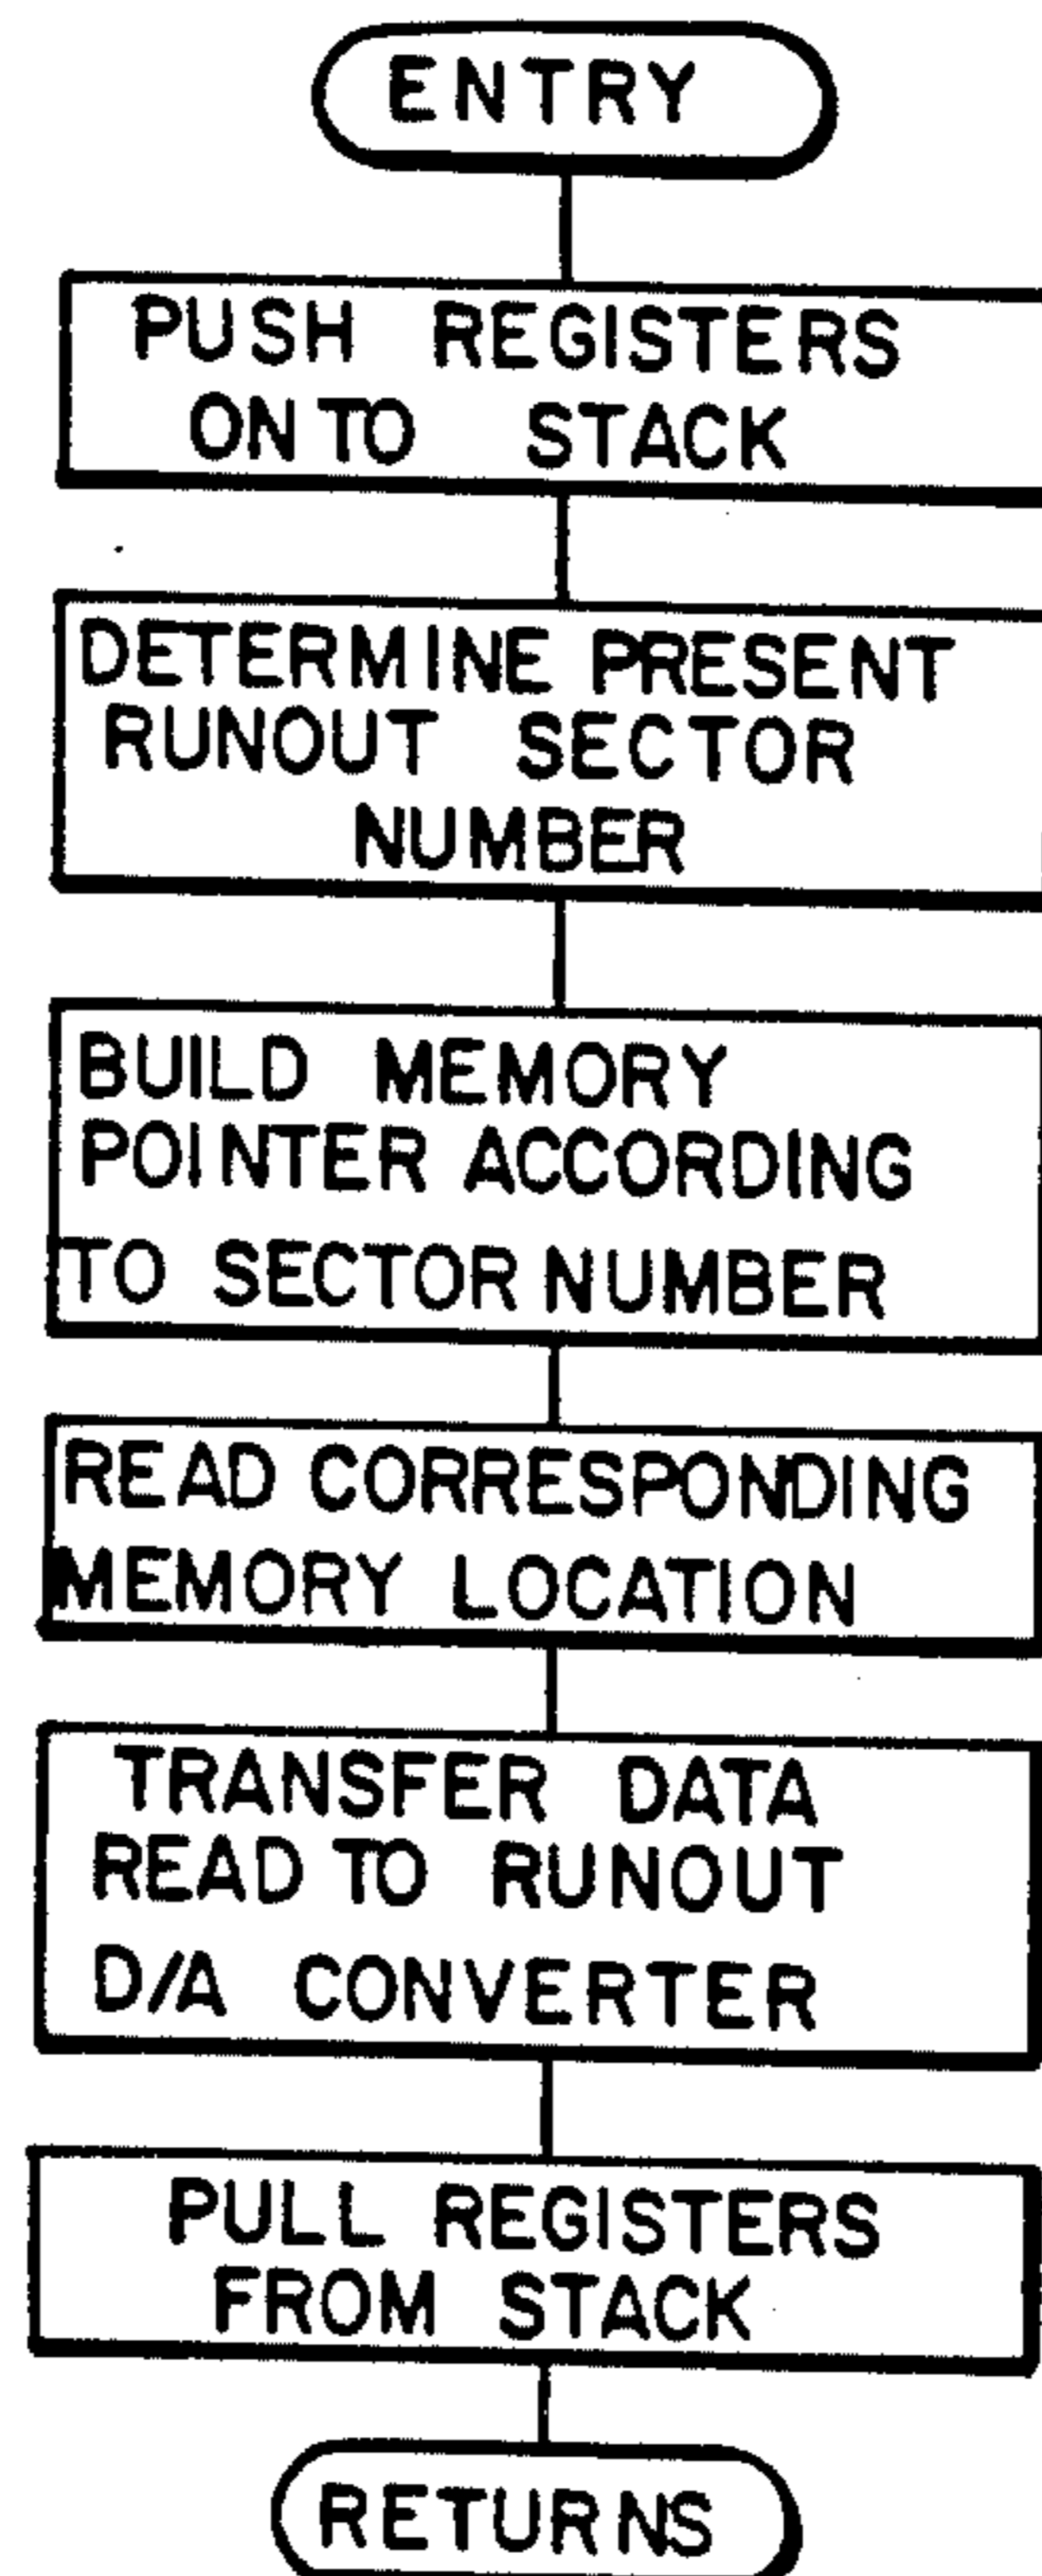 ENTRY
PUSH REGISTERS
ONTO STACK
DETERMINE PRESENT
RUNOUT SECTOR
NUMBER
BUILD MEMORY
POINTER ACCORDING
TO SECTOR NUMBER
READ CORRESPONDING
MEMORY LOCATION
TRANSFER DATA
READ TO RUNOUT
D/A CONVERTER
PULL REGISTERS
FROM STACK
RETURNS